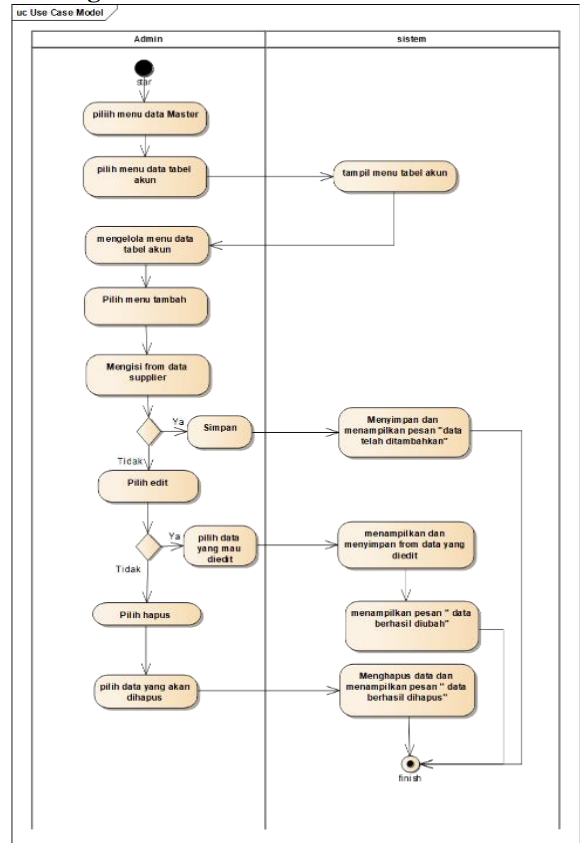 uc Use Case Model
Admin
sistem
star
piliih menu data Master
pilih menu data tabel
akun
tampil menu tabel akun
mengelola menu data
tabel akun
Pilih menu tambah
Mengisi from data
supplier
Ya
Simpan
Menyimpan dan
menampilkan pesan "data
telah ditambahkan"
Tidak
Pilih edit
Ya
pilih data
yang mau
diedit
menampilkan dan
menyimpan from data yang
diedit
Tidak
Pilih hapus
menampilkan pesan " data
berhasil diubah"
pilih data yang akan
dihapus
Menghapus data dan
menampilkan pesan " data
berhasil dihapus"
finish